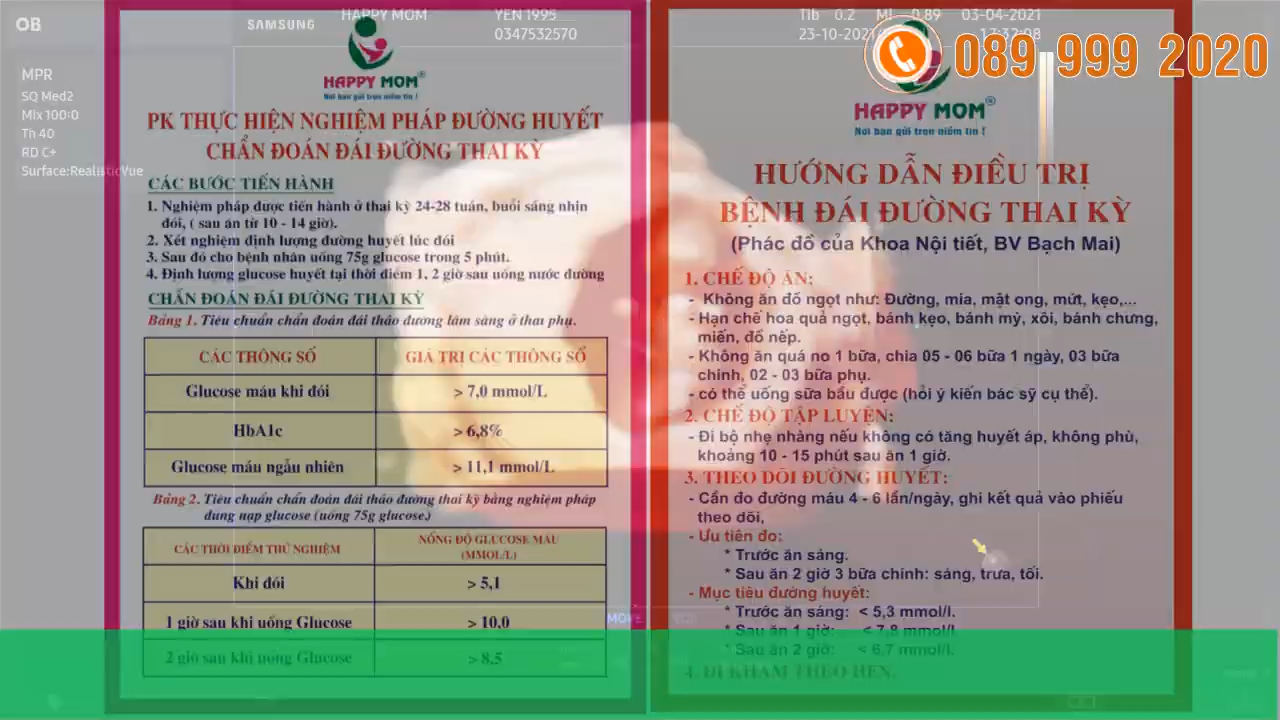 OB
SAMSUNG
HAPPY MOM
YEN 1995
0347532570
Tib 0.2 MI 0.89 03-04-2021
23-10-2021
17:32:08
089 999 2020
MPR
SQ Med2
Mix 100:0
Th 40
RD C+
Surface:RealisticVue
HAPPY MOM®
Nơi bạn gửi trọn niềm tin !
PK THỰC HIỆN NGHIỆM PHÁP ĐƯỜNG HUYẾT
CHẨN ĐOÁN ĐÁI ĐƯỜNG THAI KỲ
CÁC BƯỚC TIẾN HÀNH
1. Nghiệm pháp được tiến hành ở thai kỳ 24-28 tuần, buổi sáng nhịn
đói, ( sau ăn từ 10 - 14 giờ).
2. Xét nghiệm định lượng đường huyết lúc đói
3. Sau đó cho bệnh nhân uống 75g glucose trong 5 phút.
4. Định lượng glucose huyết tại thời điểm 1, 2 giờ sau uống nước đường
CHẨN ĐOÁN ĐÁI ĐƯỜNG THAI KỲ
Bảng 1. Tiêu chuẩn chẩn đoán đái tháo đường lâm sàng ở thai phụ.
CÁC THÔNG SỐ GIÁ TRỊ CÁC THÔNG SỐ
Glucose máu khi đói > 7,0 mmol/L
HbA1c > 6,8%
Glucose máu ngẫu nhiên > 11,1 mmol/L
Bảng 2. Tiêu chuẩn chẩn đoán đái tháo đường thai kỳ bằng nghiệm pháp
dung nạp glucose (uống 75g glucose.)
CÁC THỜI ĐIỂM THỬ NGHIỆM NỒNG ĐỘ GLUCOSE MÁU
(MMOL/L)
Khi đói > 5,1
1 giờ sau khi uống Glucose > 10,0
2 giờ sau khi uống Glucose > 8,5
HAPPY MOM®
Nơi bạn gửi trọn niềm tin !
HƯỚNG DẪN ĐIỀU TRỊ
BỆNH ĐÁI ĐƯỜNG THAI KỲ
(Phác đồ của Khoa Nội tiết, BV Bạch Mai)
1. CHẾ ĐỘ ĂN:
- Không ăn đồ ngọt như: Đường, mía, mật ong, mứt, kẹo,...
- Hạn chế hoa quả ngọt, bánh kẹo, bánh mỳ, xôi, bánh chưng,
miến, đồ nếp.
- Không ăn quá no 1 bữa, chia 05 - 06 bữa 1 ngày, 03 bữa
chính, 02 - 03 bữa phụ.
- có thể uống sữa bầu được (hỏi ý kiến bác sỹ cụ thể).
2. CHẾ ĐỘ TẬP LUYỆN:
- Đi bộ nhẹ nhàng nếu không có tăng huyết áp, không phù,
khoảng 10 - 15 phút sau ăn 1 giờ.
3. THEO DÕI ĐƯỜNG HUYẾT:
- Cần đo đường máu 4 - 6 lần/ngày, ghi kết quả vào phiếu
theo dõi,
- Ưu tiên đo:
* Trước ăn sáng.
* Sau ăn 2 giờ 3 bữa chính: sáng, trưa, tối.
- Mục tiêu đường huyết:
* Trước ăn sáng: < 5,3 mmol/l.
* Sau ăn 1 giờ: < 7,8 mmol/l.
* Sau ăn 2 giờ: < 6,7 mmol/l.
4. ĐI KHÁM THEO HẸN.
MOVE